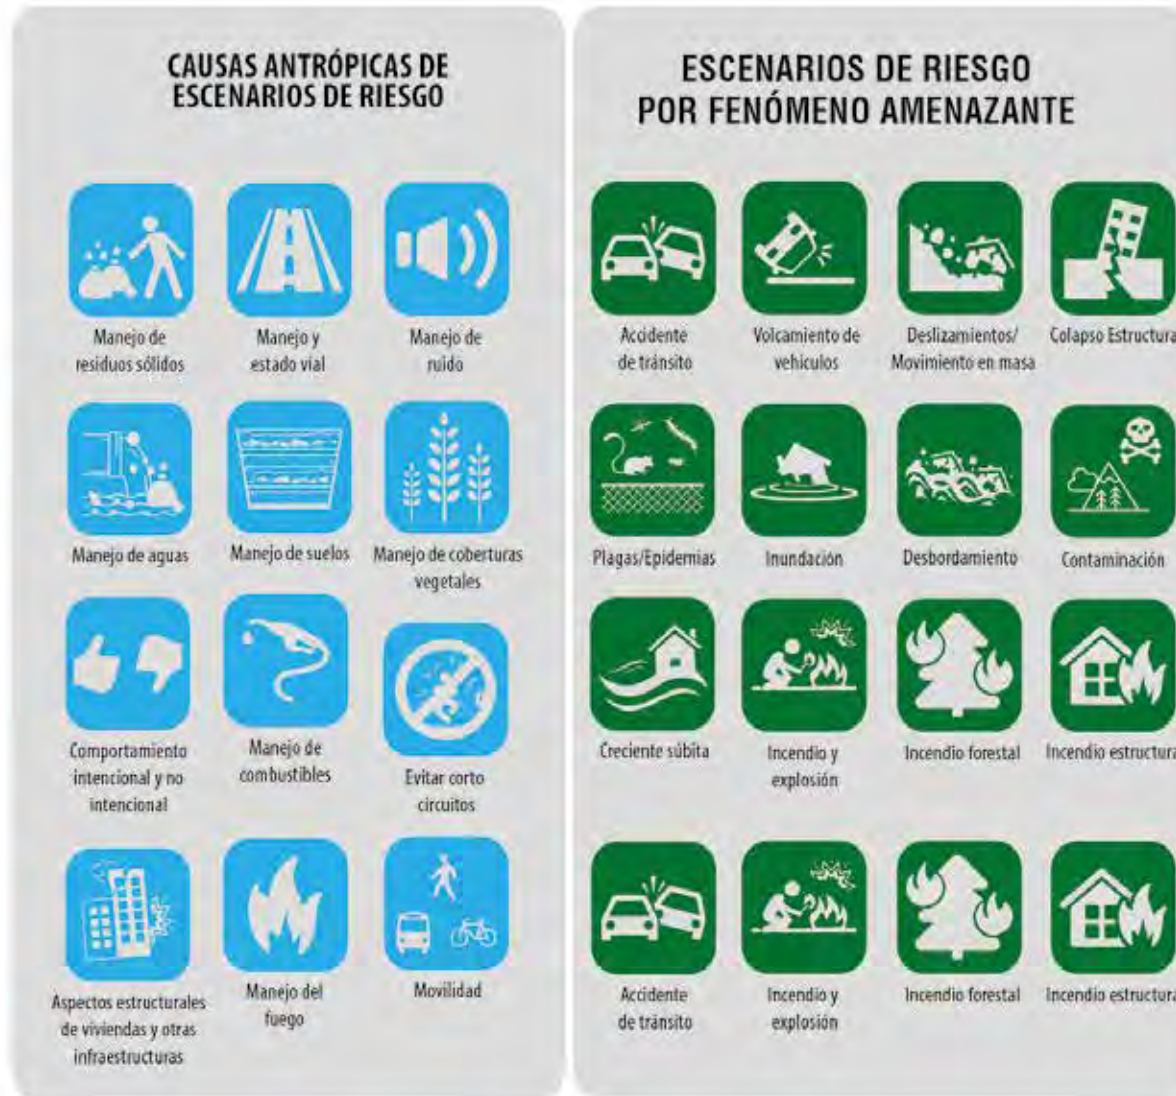 CAUSAS ANTRÓPICAS DE
ESCENARIOS DE RIESGO
Manejo de
residuos sólidos
Manejo y
estado vial
Manejo de
ruido
Manejo de aguas
Manejo de suelos
Manejo de coberturas
vegetales
Comportamiento
intencional y no
intencional
Manejo de
combustibles
Evitar corto
circuitos
Aspectos estructurales
de viviendas y otras
infraestructuras
Manejo del
fuego
Movilidad
ESCENARIOS DE RIESGO
POR FENÓMENO AMENAZANTE
Accidente
de tránsito
Volcamiento de
vehículos
Deslizamientos/
Movimiento en masa
Colapso Estructura
Plagas/Epidemias
Inundación
Desbordamiento
Contaminación
Creciente súbita
Incendio y
explosión
Incendio forestal
Incendio estructura
Accidente
de tránsito
Incendio y
explosión
Incendio forestal
Incendio estructura